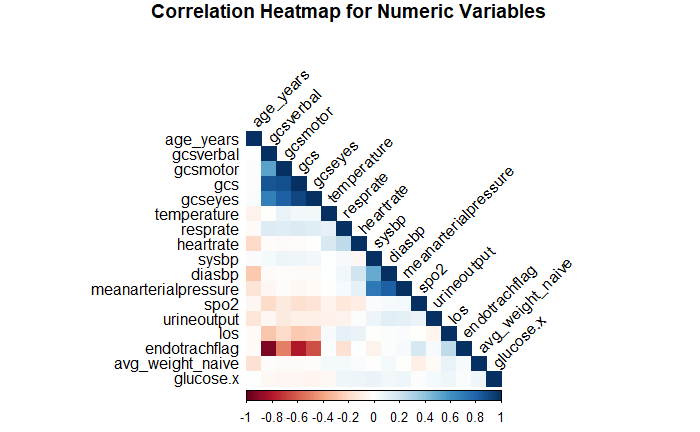 Correlation Heatmap for Numeric Variables
age_years
gcsverbal
gcsmotor
gcs
gcseyes
temperature
resprate
heartrate
sysbp
diasbp
meanarterialpressure
spo2
urineoutput
los
endotrachflag
avg_weight_naive
glucose.x
age_years
gcsverbal
gcsmotor
gcs
gcseyes
temperature
resprate
heartrate
sysbp
diasbp
meanarterialpressure
spo2
urineoutput
los
endotrachflag
avg_weight_naive
glucose.x
-1 -0.8 -0.6 -0.4 -0.2 0 0.2 0.4 0.6 0.8 1